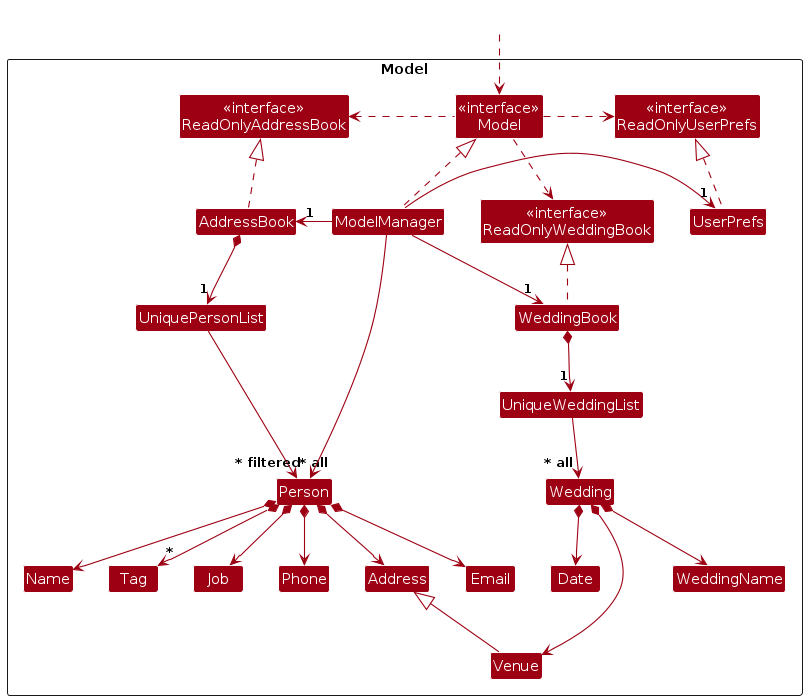 Model
«interface»
ReadOnlyAddressBook
«interface»
Model
«interface»
ReadOnlyUserPrefs
AddressBook
1
ModelManager
«interface»
ReadOnlyWeddingBook
1
UserPrefs
1
UniquePersonList
1
WeddingBook
1
UniqueWeddingList
* filtered
* all
* all
Person
Wedding
*
Name
Tag
Job
Phone
Address
Email
Date
WeddingName
Venue